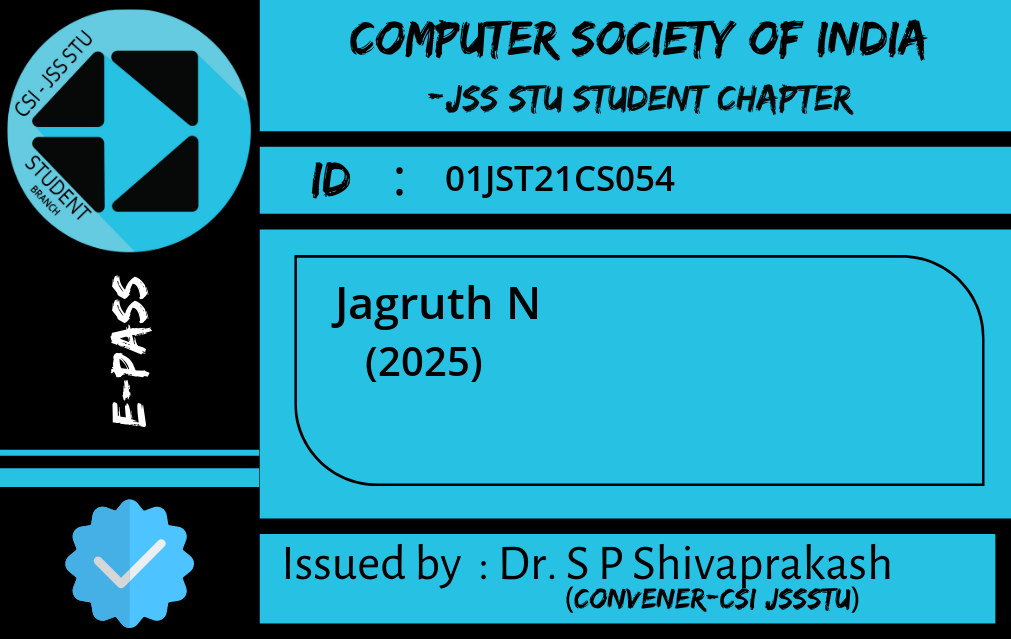 CSI - JSS STU
STUDENT
BRANCH
E-PASS
COMPUTER SOCIETY OF INDIA
-JSS STU STUDENT CHAPTER
ID : 01JST21CS054
Jagruth N
(2025)
Issued by : Dr. S P Shivaprakash
(CONVENER-CSI JSSSTU)